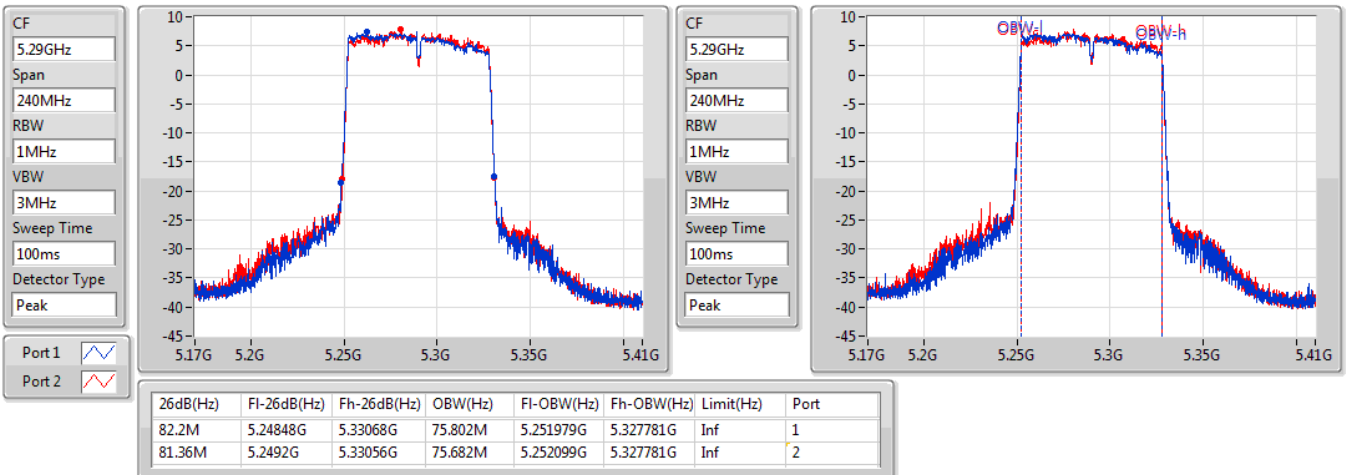 CF
5.29GHz
Span
240MHz
RBW
1MHz
VBW
3MHz
Sweep Time
100ms
Detector Type
Peak
Port 1
Port 2
10
5
0
-5
-10
-15
-20
-25
-30
-35
-40
-45
5.17G 5.2G 5.25G 5.3G 5.35G 5.41G
CF
5.29GHz
Span
240MHz
RBW
1MHz
VBW
3MHz
Sweep Time
100ms
Detector Type
Peak
OBW-l OBW-h
10
5
0
-5
-10
-15
-20
-25
-30
-35
-40
-45
5.17G 5.2G 5.25G 5.3G 5.35G 5.41G
26dB(Hz) Fl-26dB(Hz) Fh-26dB(Hz) OBW(Hz) Fl-OBW(Hz) Fh-OBW(Hz) Limit(Hz) Port
82.2M 5.24848G 5.33068G 75.802M 5.251979G 5.327781G Inf 1
81.36M 5.2492G 5.33056G 75.682M 5.252099G 5.327781G Inf 2